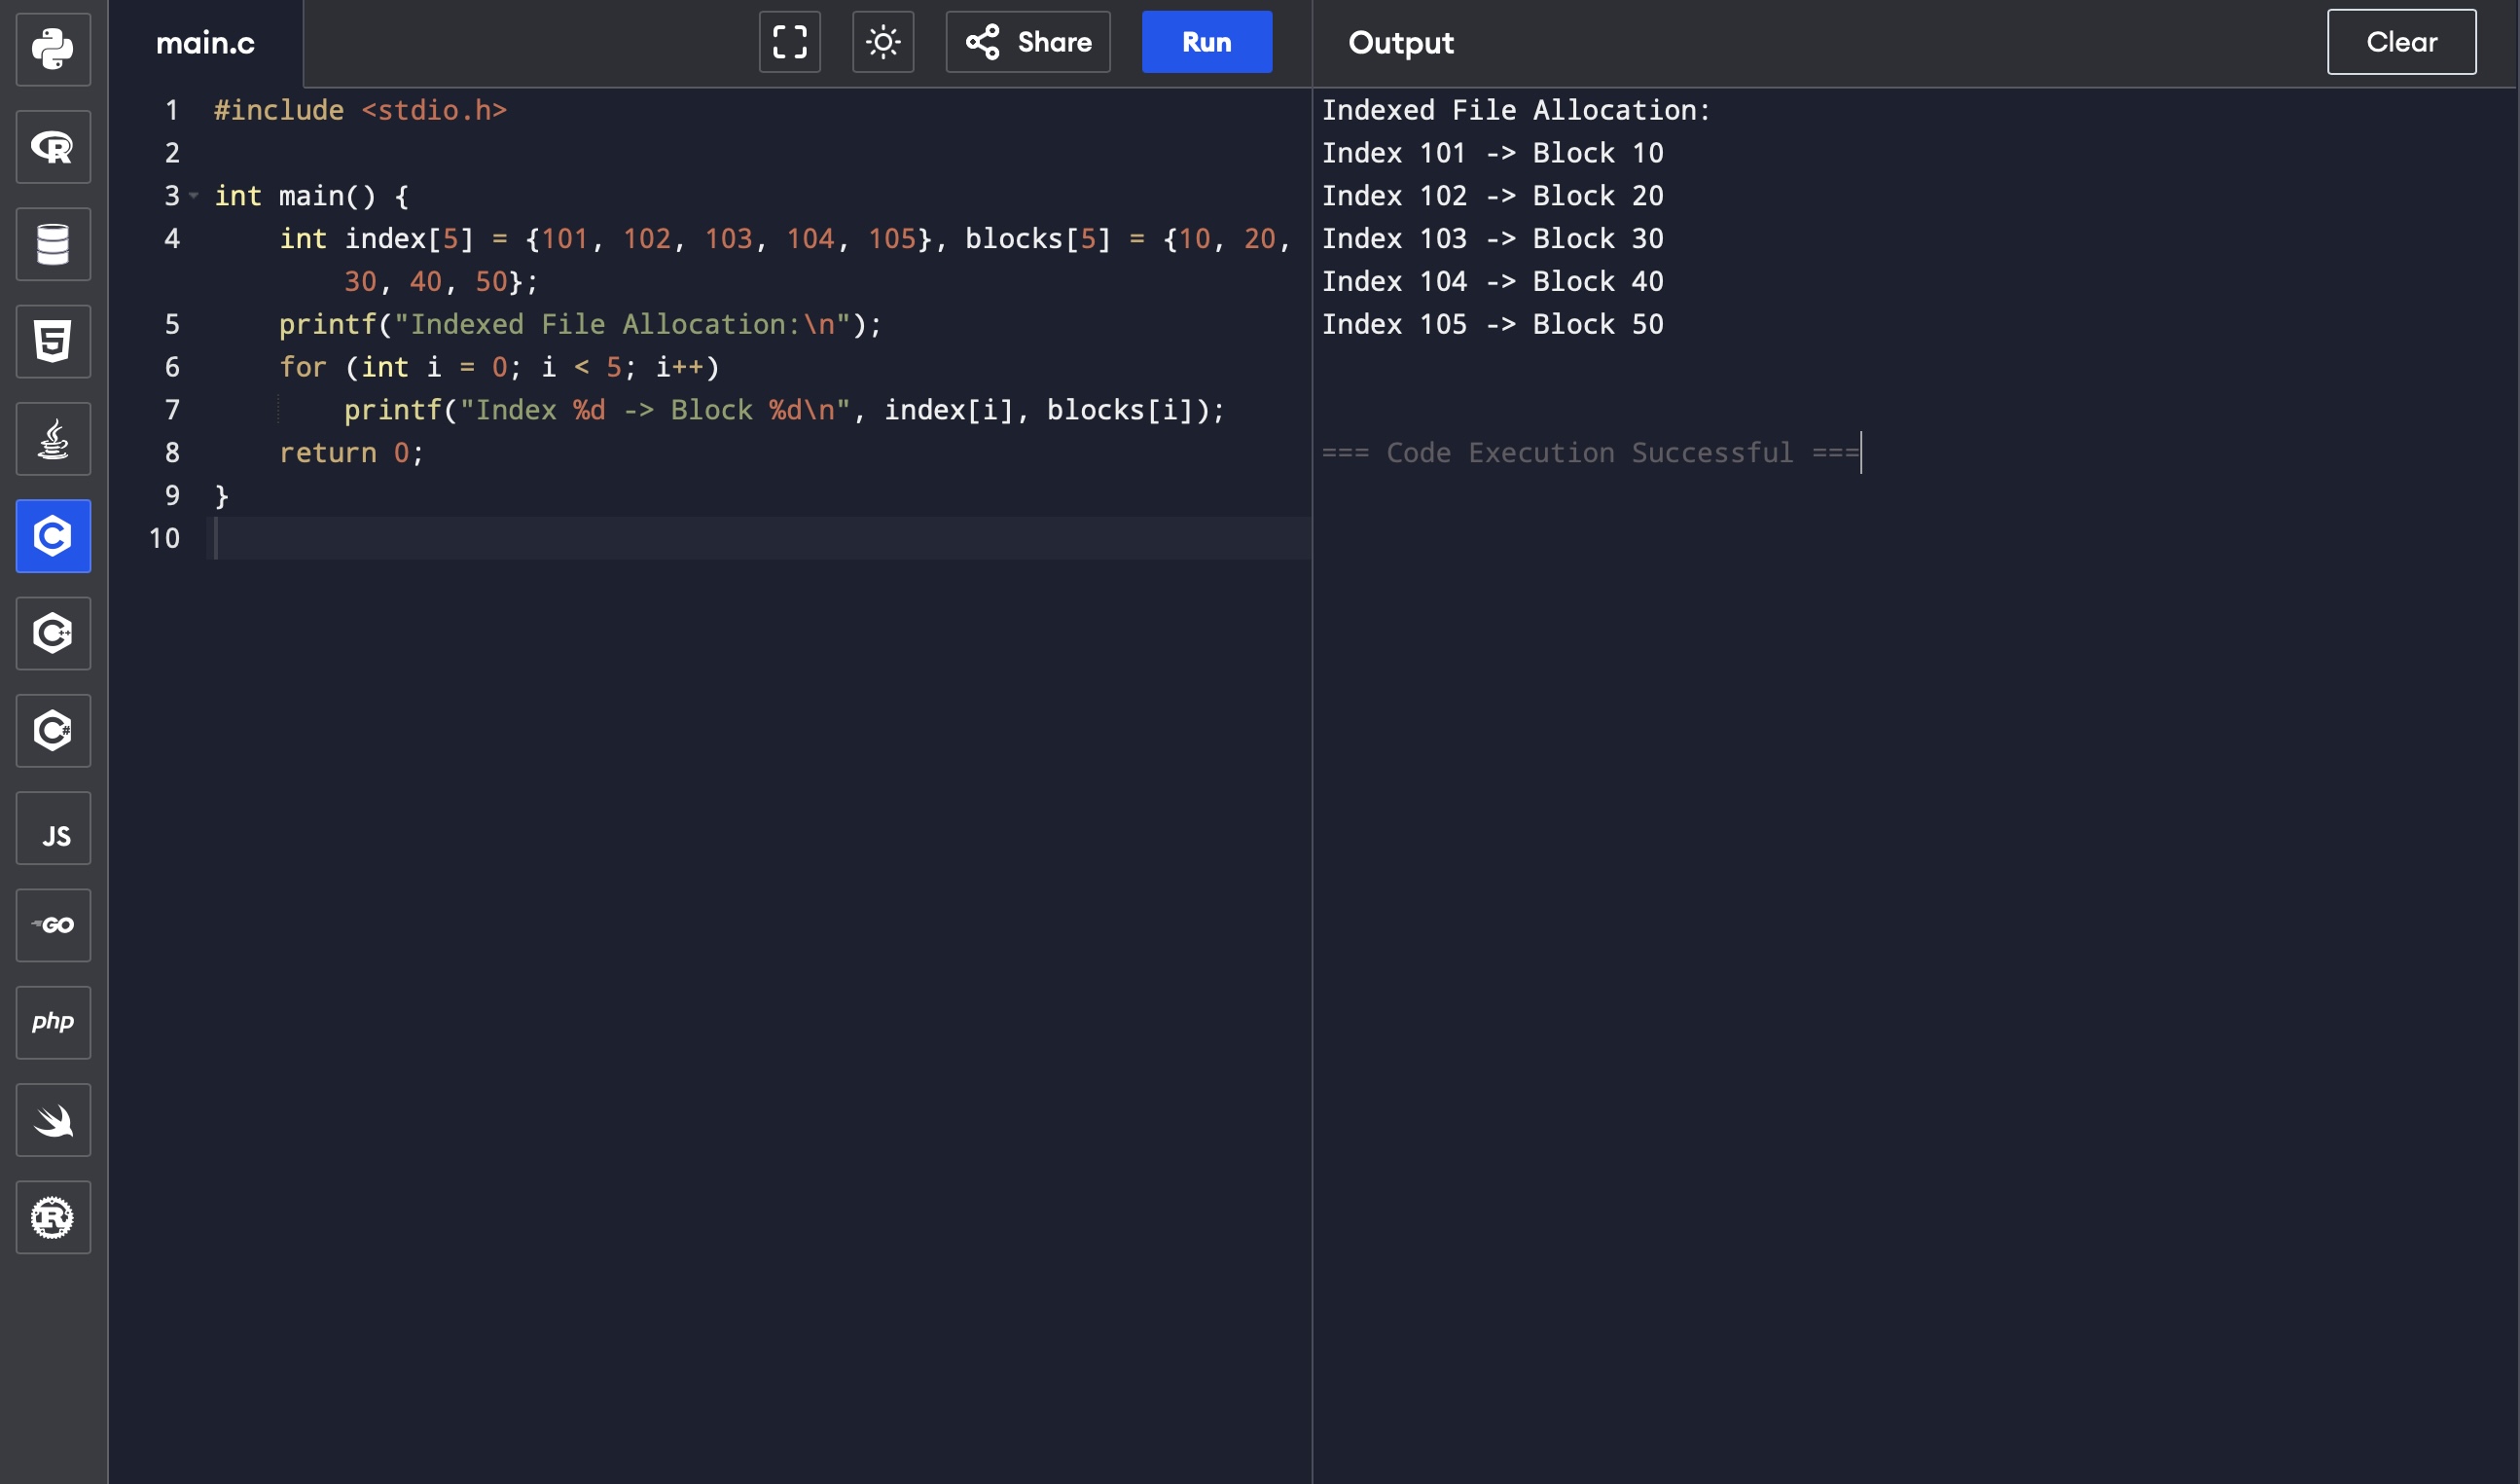 main.c
Share
Run
Output
Clear
1 #include <stdio.h>
2
3 int main() {
4 int index[5] = {101, 102, 103, 104, 105}, blocks[5] = {10, 20,
30, 40, 50};
5 printf("Indexed File Allocation:\n");
6 for (int i = 0; i < 5; i++)
7 printf("Index %d -> Block %d\n", index[i], blocks[i]);
8 return 0;
9 }
10
Indexed File Allocation:
Index 101 -> Block 10
Index 102 -> Block 20
Index 103 -> Block 30
Index 104 -> Block 40
Index 105 -> Block 50
=== Code Execution Successful ===
R
5
C
C++
C#
JS
GO
php
R